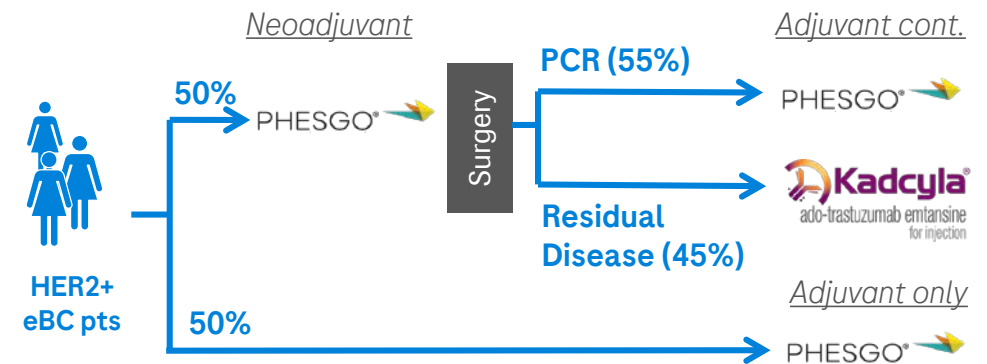 Neoadjuvant
Adjuvant cont.
50%
PHESGO®
Surgery
PCR (55%)
PHESGO®
Kadcyla®
ado-trastuzumab emtansine
for injection
Residual
Disease (45%)
HER2+
eBC pts
50%
Adjuvant only
PHESGO®